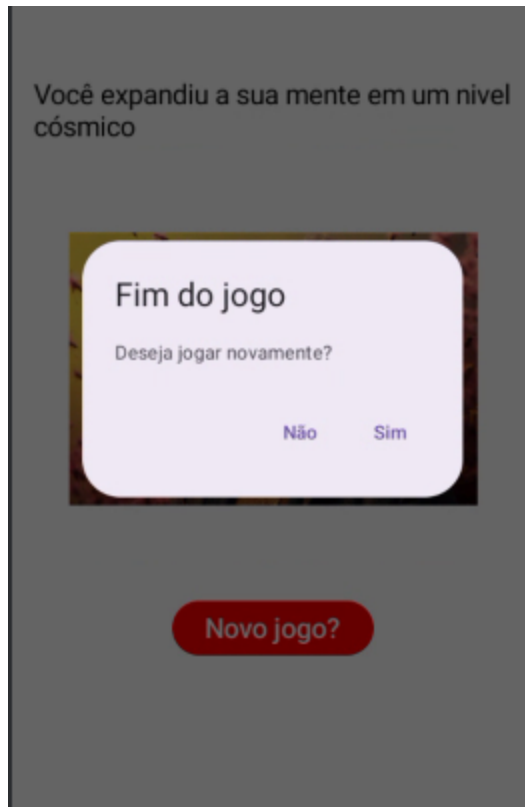 Você expandiu a sua mente em um nivel
cósmico
Fim do jogo
Deseja jogar novamente?
Não Sim
Novo jogo?